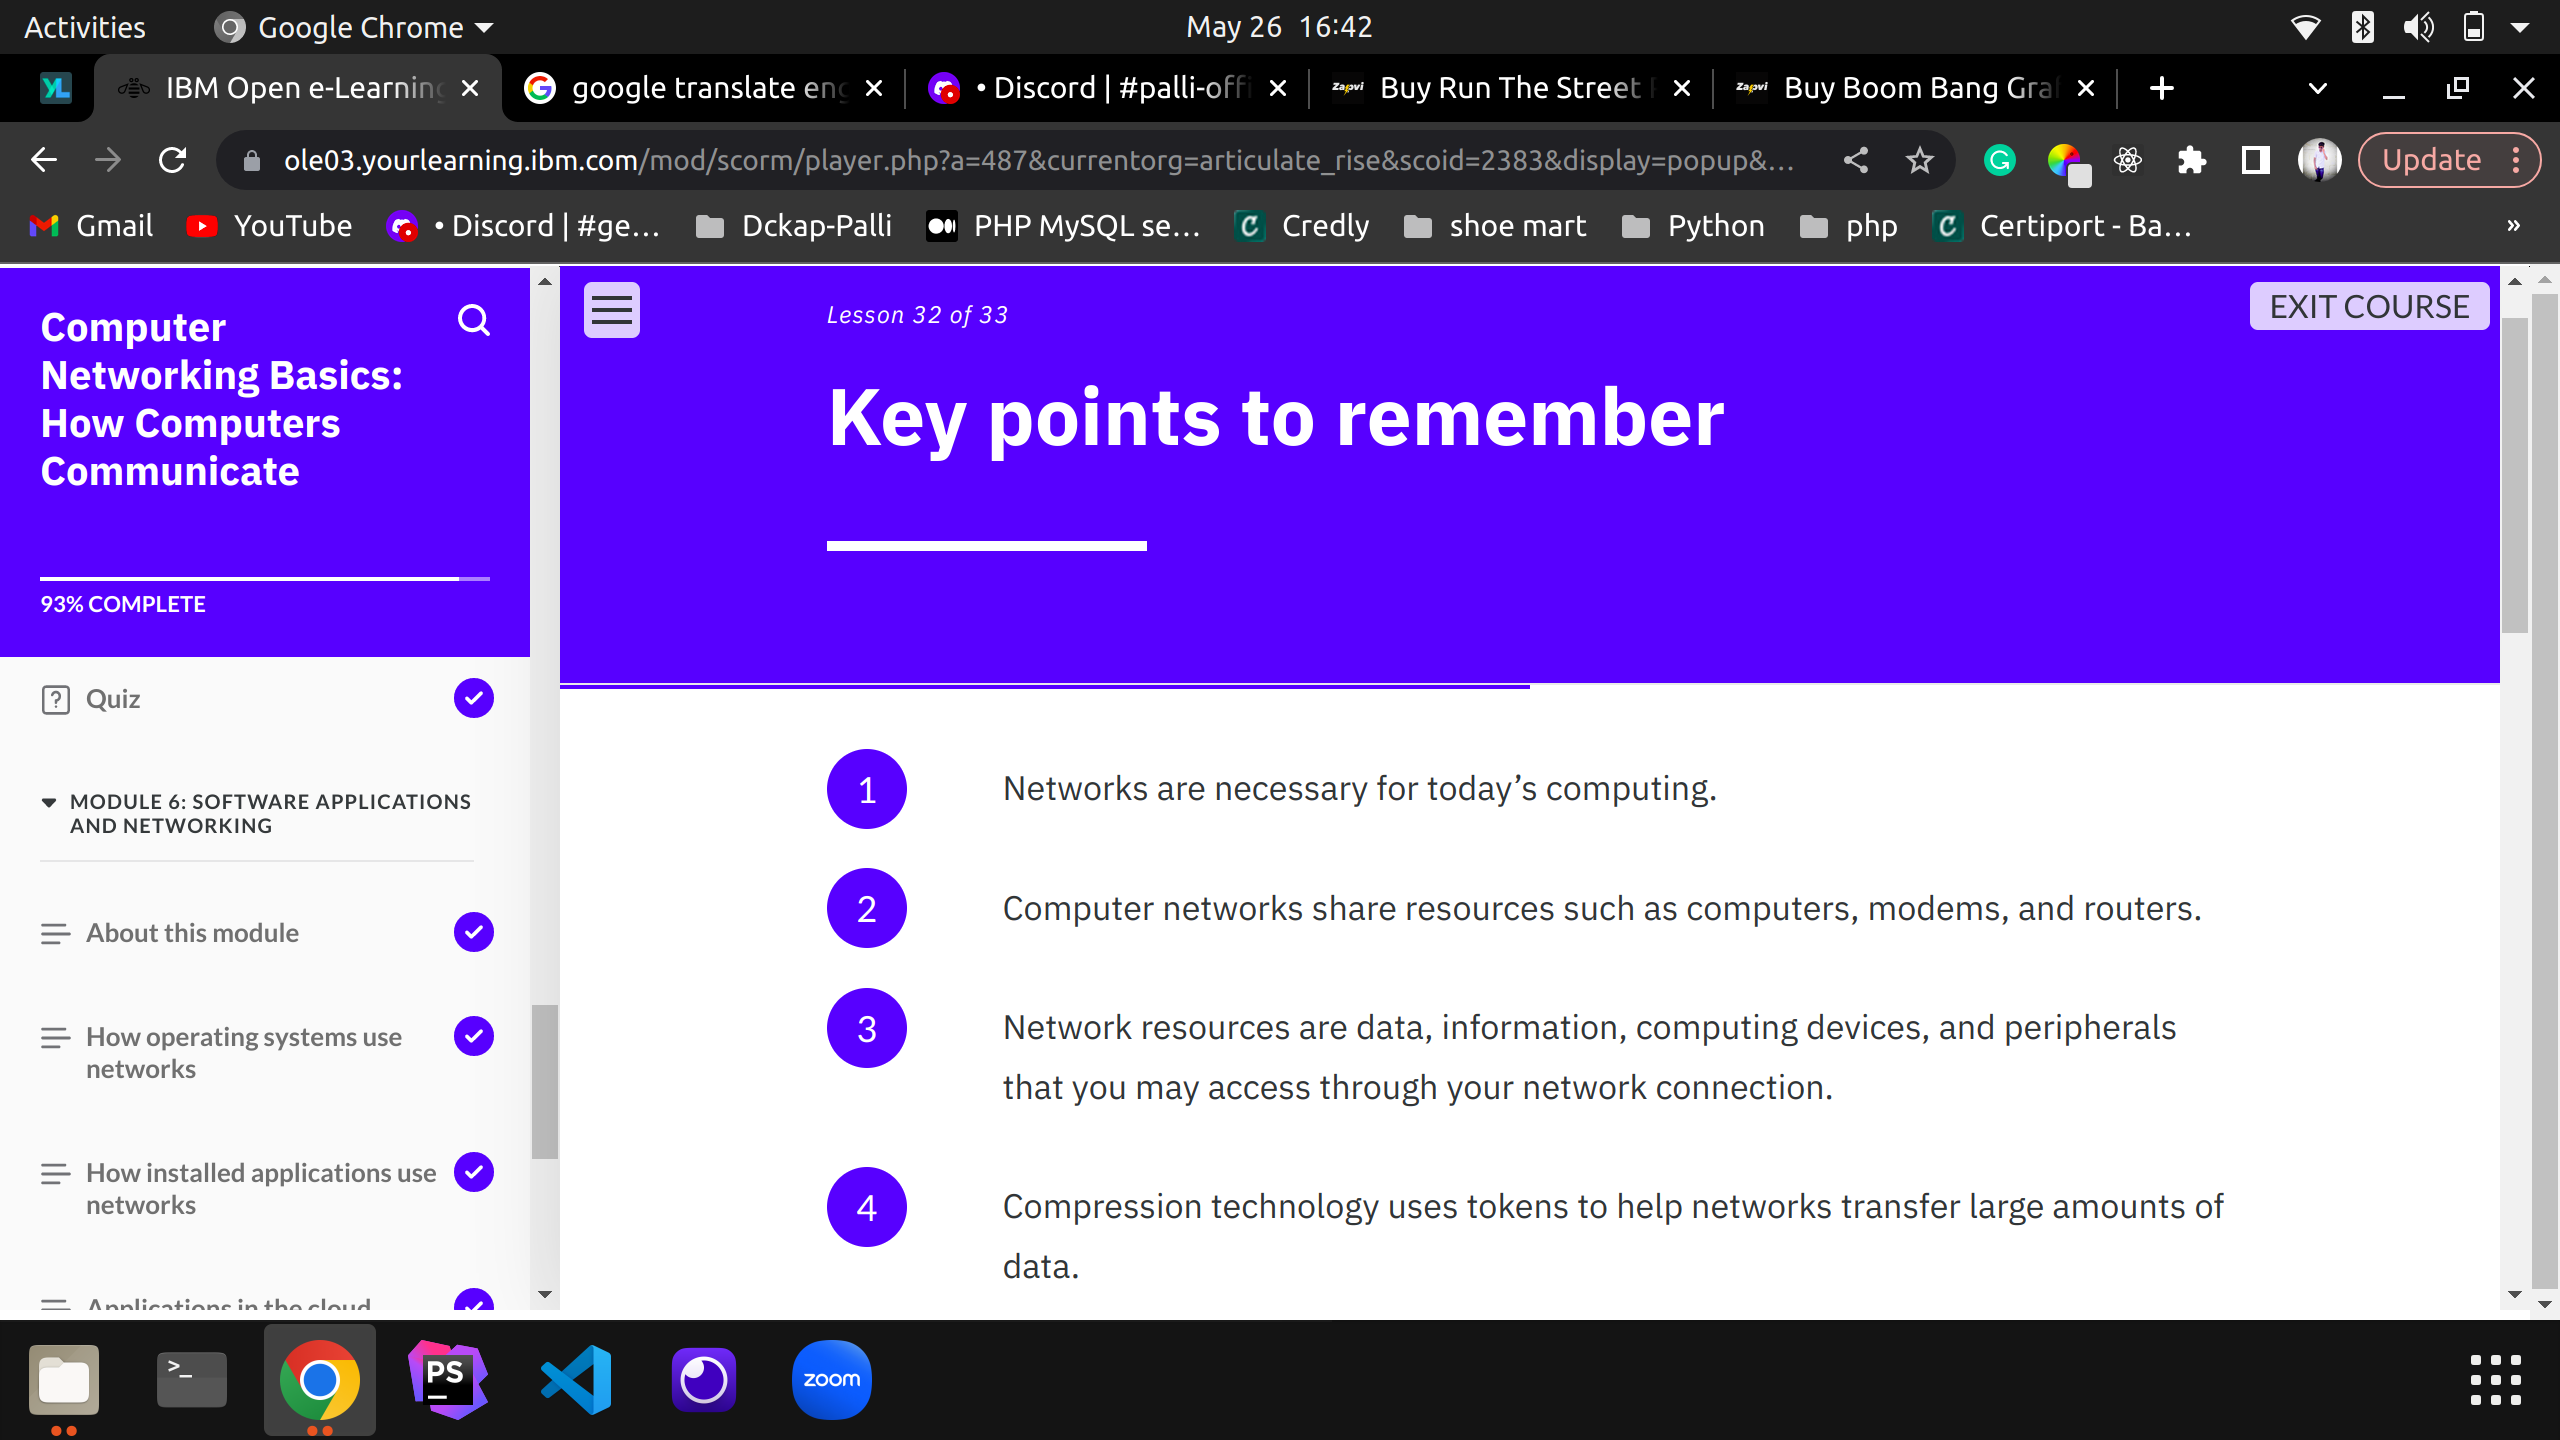 Activities
Google Chrome
May 26 16:42
IBM Open e-Learning
google translate eng
• Discord | #palli-offi
Buy Run The Street
Buy Boom Bang Gra
ole03.yourlearning.ibm.com/mod/scorm/player.php?a=487&currentorg=articulate_rise&scoid=2383&display=popup&...
Update
Gmail
YouTube
• Discord | #ge...
Dckap-Palli
PHP MySQL se...
Credly
shoe mart
Python
php
Certiport - Ba...
»
Computer
Networking Basics:
How Computers
Communicate
93% COMPLETE
Quiz
MODULE 6: SOFTWARE APPLICATIONS
AND NETWORKING
About this module
How operating systems use
networks
How installed applications use
networks
Applications in the cloud
Lesson 32 of 33
EXIT COURSE
Key points to remember
1
Networks are necessary for today’s computing.
2
Computer networks share resources such as computers, modems, and routers.
3
Network resources are data, information, computing devices, and peripherals
that you may access through your network connection.
4
Compression technology uses tokens to help networks transfer large amounts of
data.
>_
PS
zoom